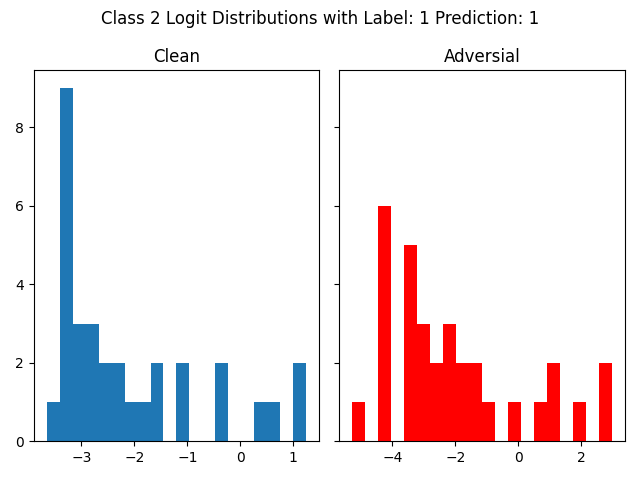 Class 2 Logit Distributions with Label: 1 Prediction: 1
Clean
Adversial
8
6
4
2
0
−3 −2 −1 0 1
−4 −2 0 2